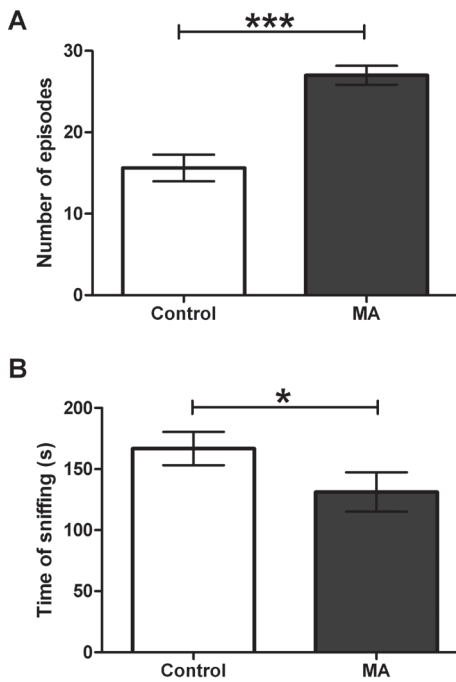 A
***
Number of episodes
30
20
10
0
Control MA
B
*
Time of sniffing (s)
200
150
100
50
0
Control MA